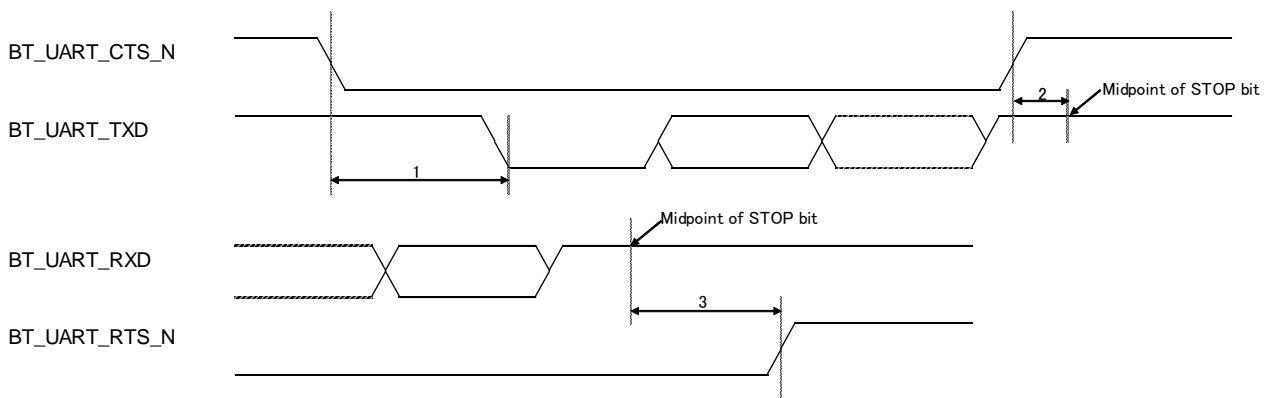 BT_UART_CTS_N
2
Midpoint of STOP bit
BT_UART_TXD
1
Midpoint of STOP bit
BT_UART_RXD
3
BT_UART_RTS_N